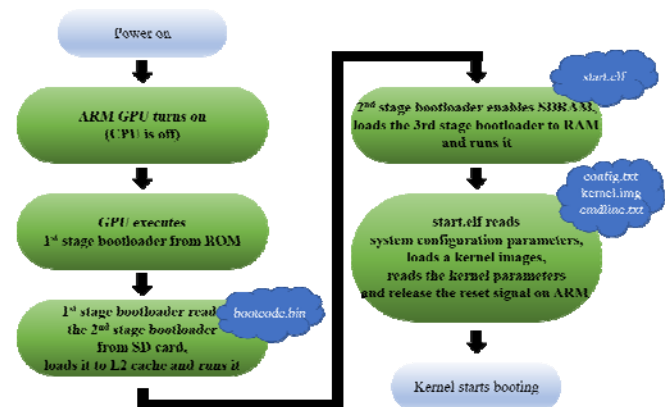 Power on
ARM GPU turns on
(CPU is off)
GPU executes
1st stage bootloader from ROM
1st stage bootloader reads
the 2nd stage bootloader
from SD card,
loads it to L2 cache and runs it
bootcode.bin
start.elf
2nd stage bootloader enables SDRAM,
loads the 3rd stage bootloader to RAM
and runs it
config.txt
kernel.img
cmdline.txt
start.elf reads
system configuration parameters,
loads a kernel images,
reads the kernel parameters
and release the reset signal on ARM
Kernel starts booting